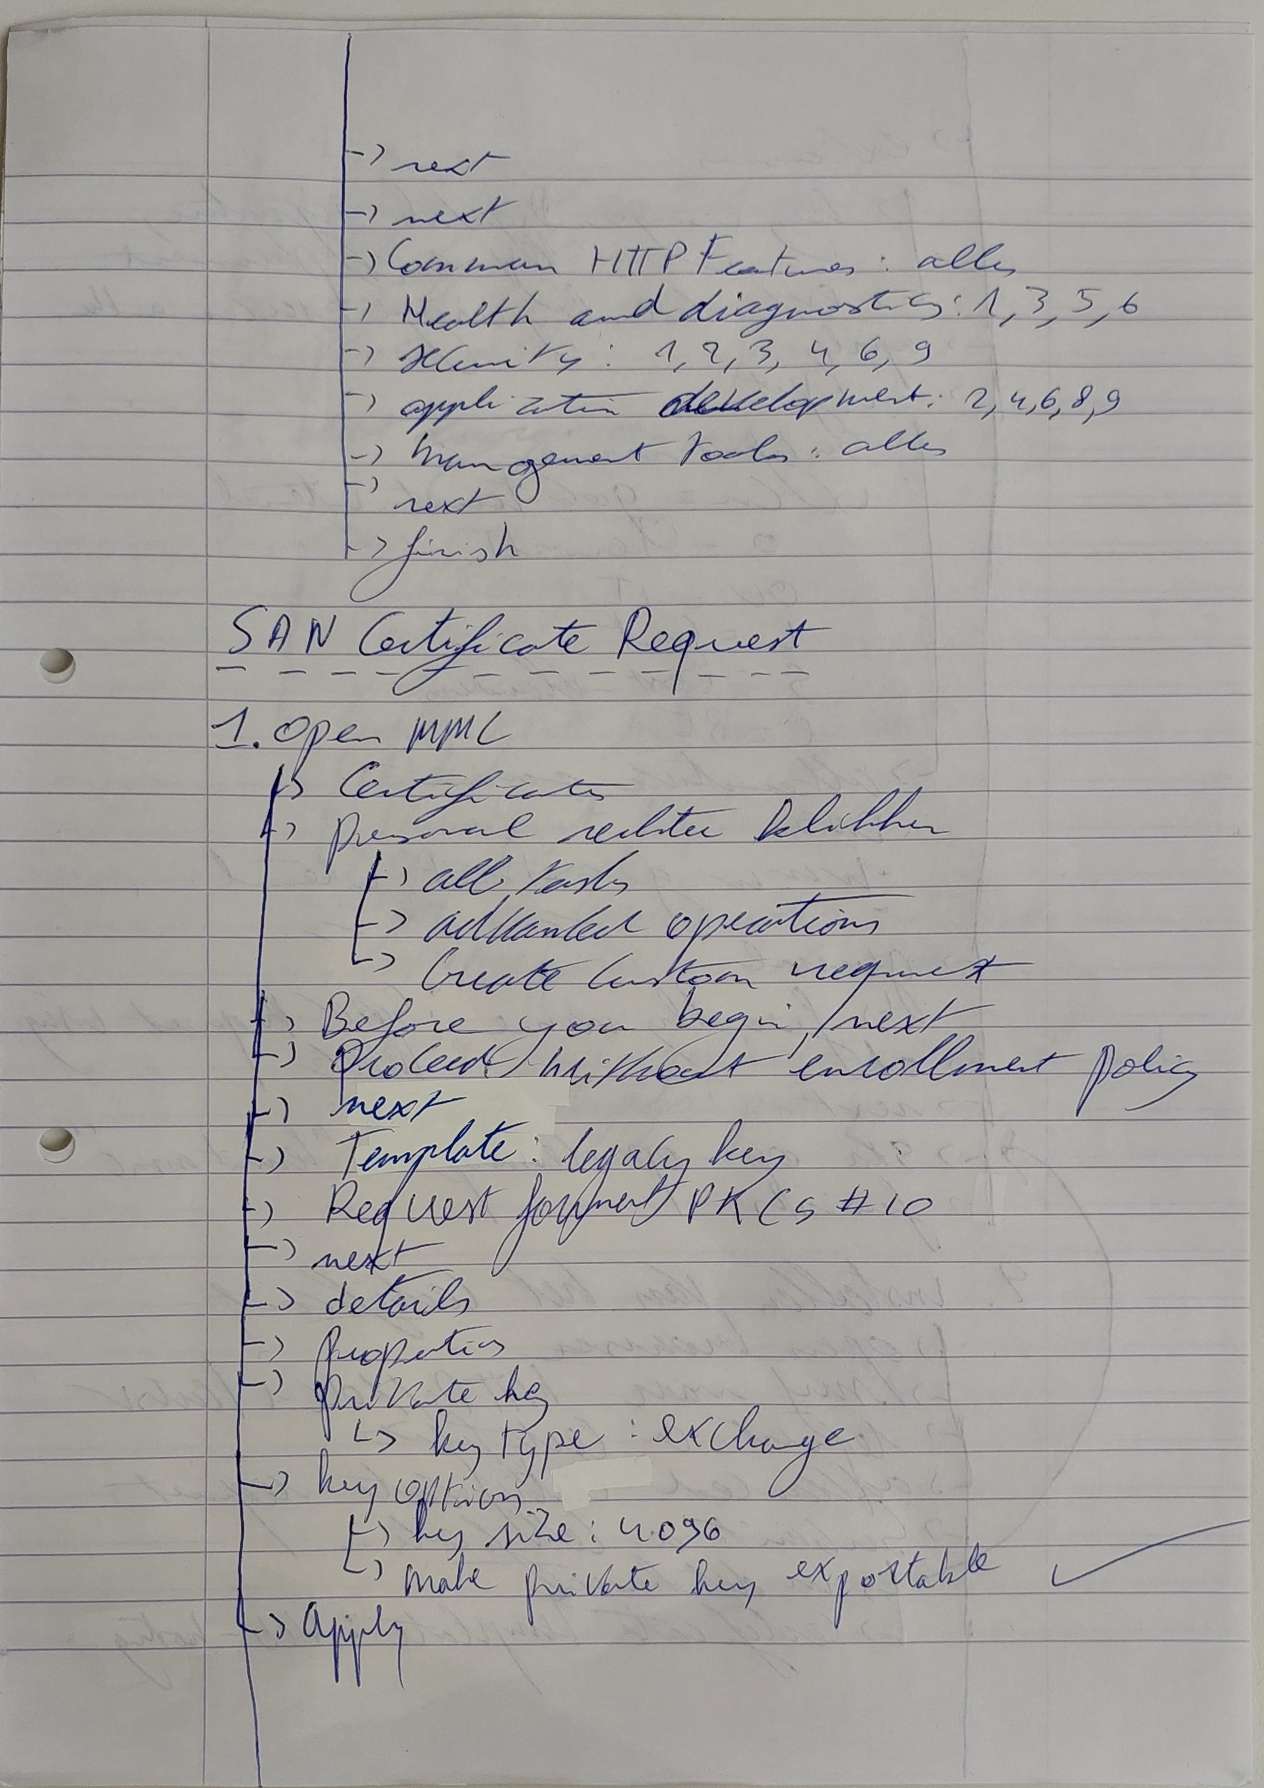 -> next
-> next
-> Common HTTP Features: alles
-> Health and diagnostics: 1, 3, 5, 6
-> security: 1, 2, 3, 4, 6, 9
-> application development: 2, 4, 6, 8, 9
-> Management tools: alles
-> next
-> finish
SAN Certificate Request
1. Open MMC
-> Certificates
-> personal rechter klikken
-> all tasks
-> advanced operations
-> Create custom request
-> Before you begin, next
-> Proceed without enrollment policy
-> next
-> Template: legacy key
-> Request format PKCS #10
-> next
-> details
-> properties
-> private key
-> key type: exchange
-> key options
-> key size: 4096
-> make private key exportable ✓
-> Apply